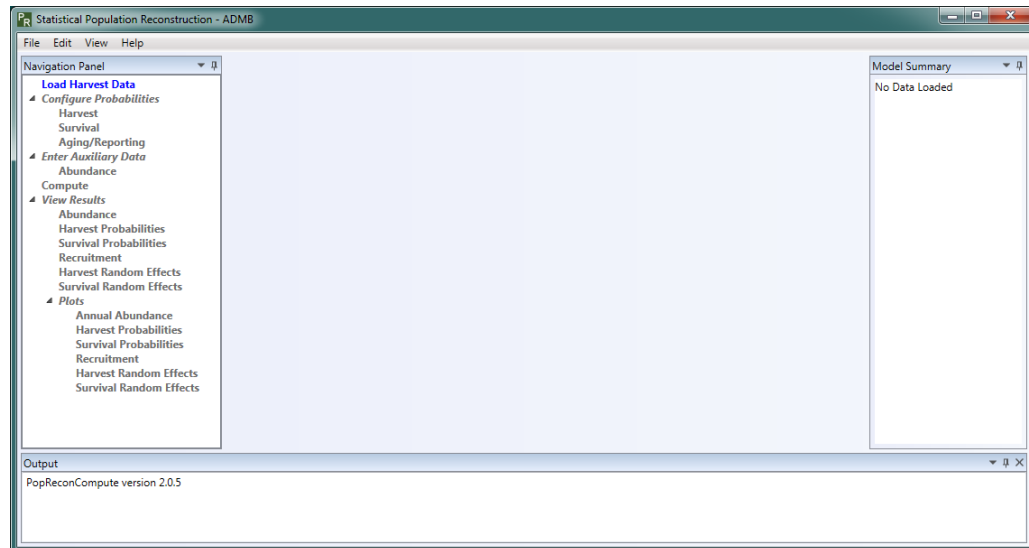 PR Statistical Population Reconstruction - ADMB
File Edit View Help
Navigation Panel
Load Harvest Data
Configure Probabilities
Harvest
Survival
Aging/Reporting
Enter Auxiliary Data
Abundance
Compute
View Results
Abundance
Harvest Probabilities
Survival Probabilities
Recruitment
Harvest Random Effects
Survival Random Effects
Plots
Annual Abundance
Harvest Probabilities
Survival Probabilities
Recruitment
Harvest Random Effects
Survival Random Effects
Model Summary
No Data Loaded
Output
PopReconCompute version 2.0.5